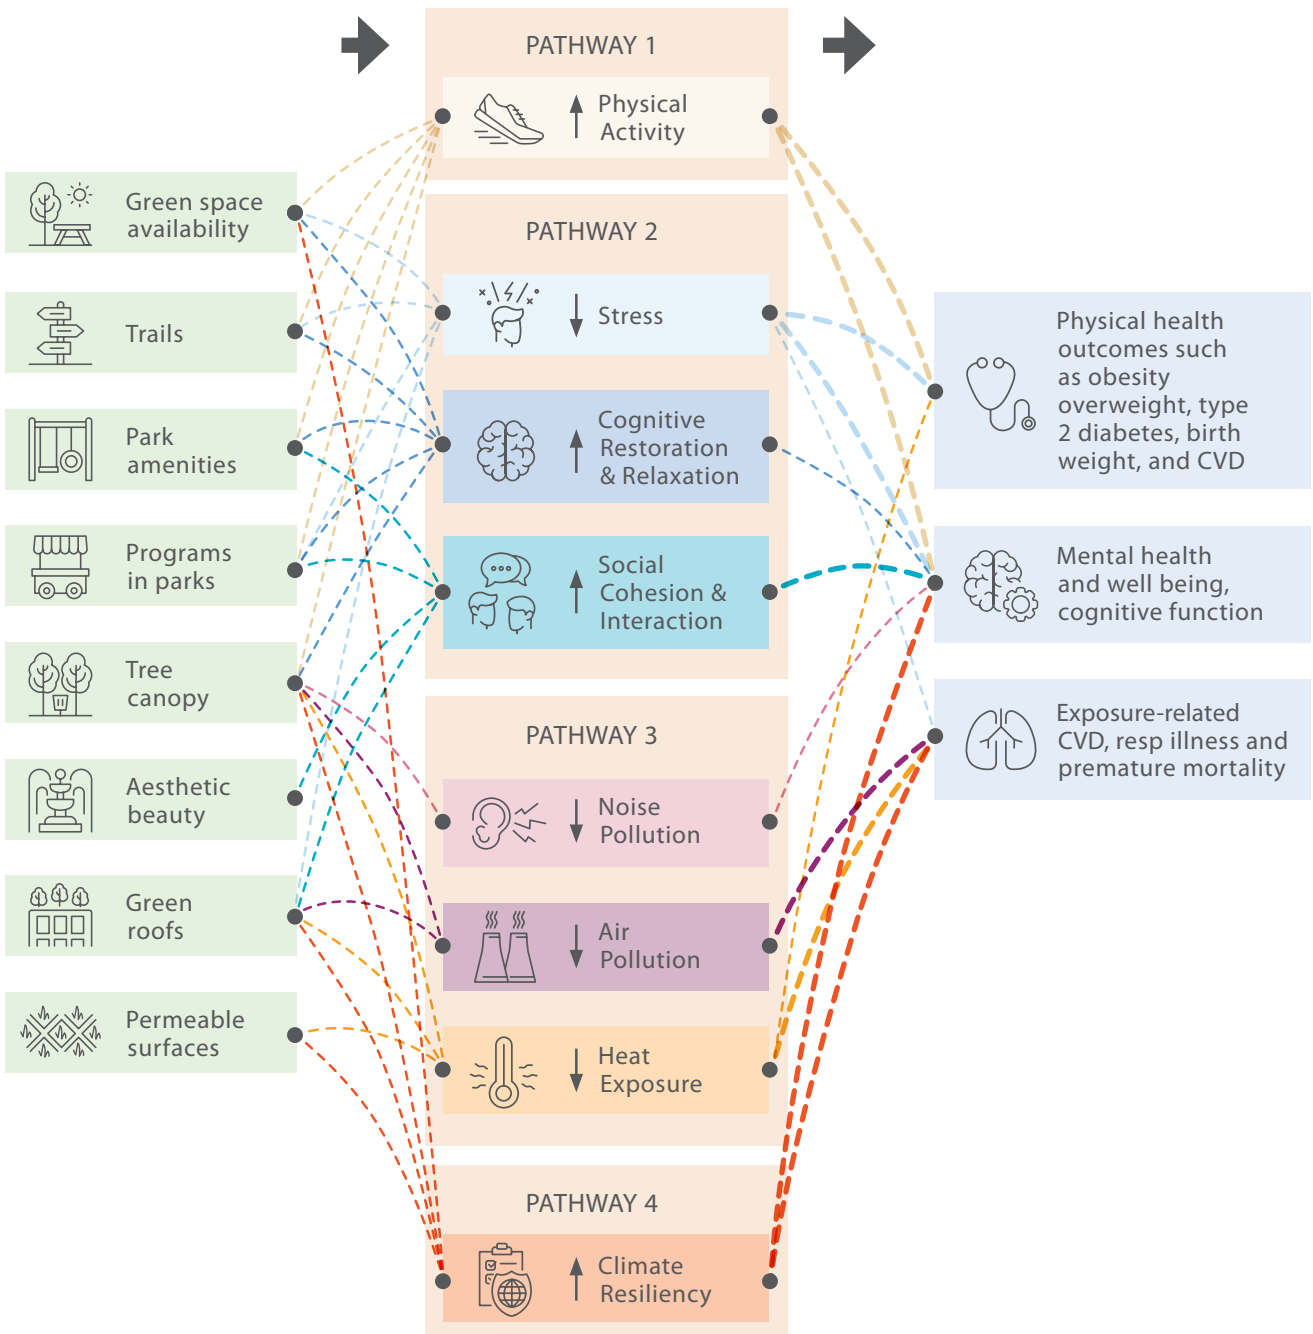 Green space
availability
Trails
Park
amenities
Programs
in parks
Tree
canopy
Aesthetic
beauty
Green
roofs
Permeable
surfaces
PATHWAY 1
Physical
Activity
PATHWAY 2
Stress
Cognitive
Restoration
& Relaxation
Social
Cohesion &
Interaction
PATHWAY 3
Noise
Pollution
Air
Pollution
Heat
Exposure
PATHWAY 4
Climate
Resiliency
Physical health
outcomes such
as obesity
overweight, type
2 diabetes, birth
weight, and CVD
Mental health
and well being,
cognitive function
Exposure-related
CVD, resp illness and
premature mortality